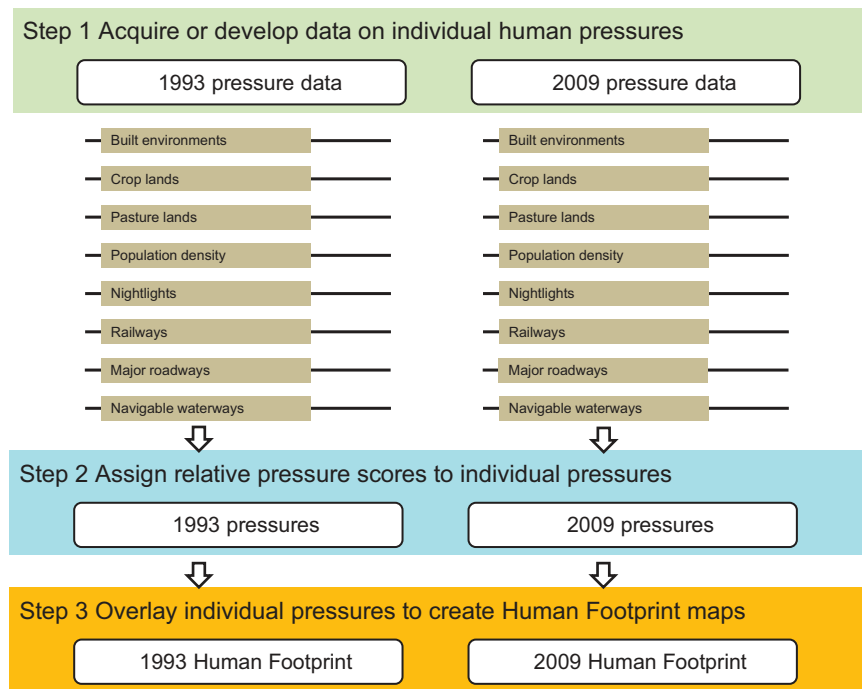 Step 1 Acquire or develop data on individual human pressures
1993 pressure data
2009 pressure data
Built environments
Built environments
Crop lands
Crop lands
Pasture lands
Pasture lands
Population density
Population density
Nightlights
Nightlights
Railways
Railways
Major roadways
Major roadways
Navigable waterways
Navigable waterways
Step 2 Assign relative pressure scores to individual pressures
1993 pressures
2009 pressures
Step 3 Overlay individual pressures to create Human Footprint maps
1993 Human Footprint
2009 Human Footprint